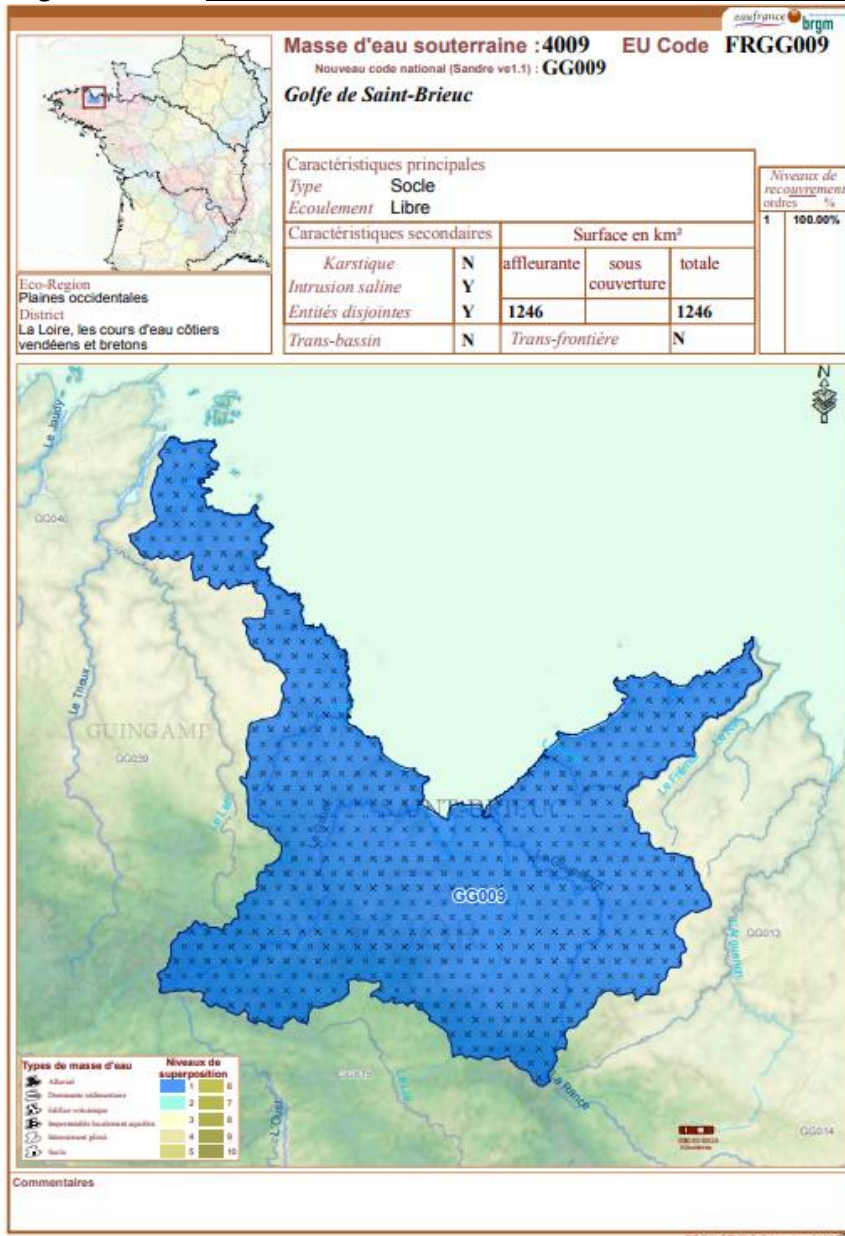 eaufrance brgm
Masse d'eau souterraine : 4009 EU Code FRGG009
Nouveau code national (Sandre ve1.1) : GG009
Golfe de Saint-Brieuc
Caractéristiques principales
Type Socle
Ecoulement Libre
Niveaux de recouvrement
ordres %
1 100.00%
Caractéristiques secondaires Surface en km²
Karstique N affleurante sous couverture totale
Intrusion saline Y
Entités disjointes Y 1246 1246
Trans-bassin N Trans-frontière N
Eco-Region
Plaines occidentales
District
La Loire, les cours d'eau côtiers
vendéens et bretons
N
Le Jaudy
GG040
Le Trieux
GUINGAMP
GG039
Le Leff
Le Frémur
GG009
L'Arguenon
GG013
La Rance
L'Oust
Le Lié
GG014
Types de masse d'eau
Alluvial
Dominante sédimentaire
Edifice volcanique
Imperméable localement aquifère
Intensément plissé
Socle
Niveaux de
superposition
1 6
2 7
3 8
4 9
5 10
Commentaires